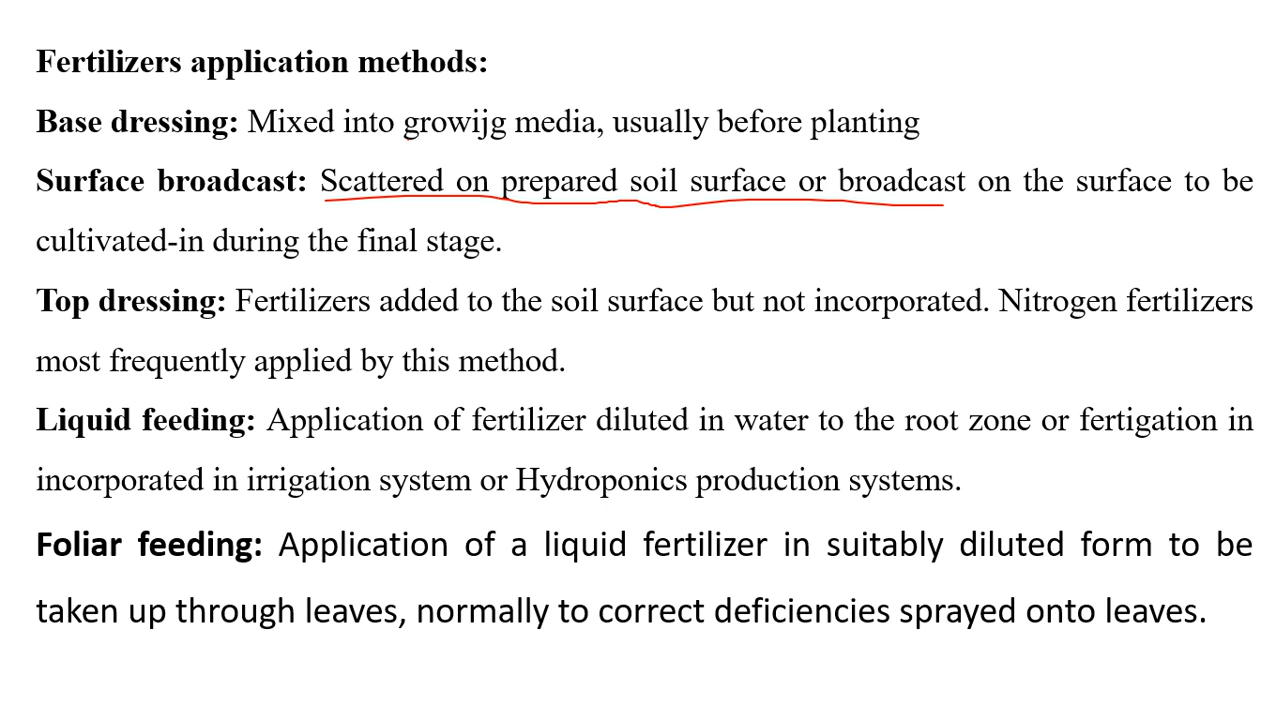 Fertilizers application methods:
Base dressing: Mixed into growijg media, usually before planting
Surface broadcast: Scattered on prepared soil surface or broadcast on the surface to be
cultivated-in during the final stage.
Top dressing: Fertilizers added to the soil surface but not incorporated. Nitrogen fertilizers
most frequently applied by this method.
Liquid feeding: Application of fertilizer diluted in water to the root zone or fertigation in
incorporated in irrigation system or Hydroponics production systems.
Foliar feeding: Application of a liquid fertilizer in suitably diluted form to be
taken up through leaves, normally to correct deficiencies sprayed onto leaves.